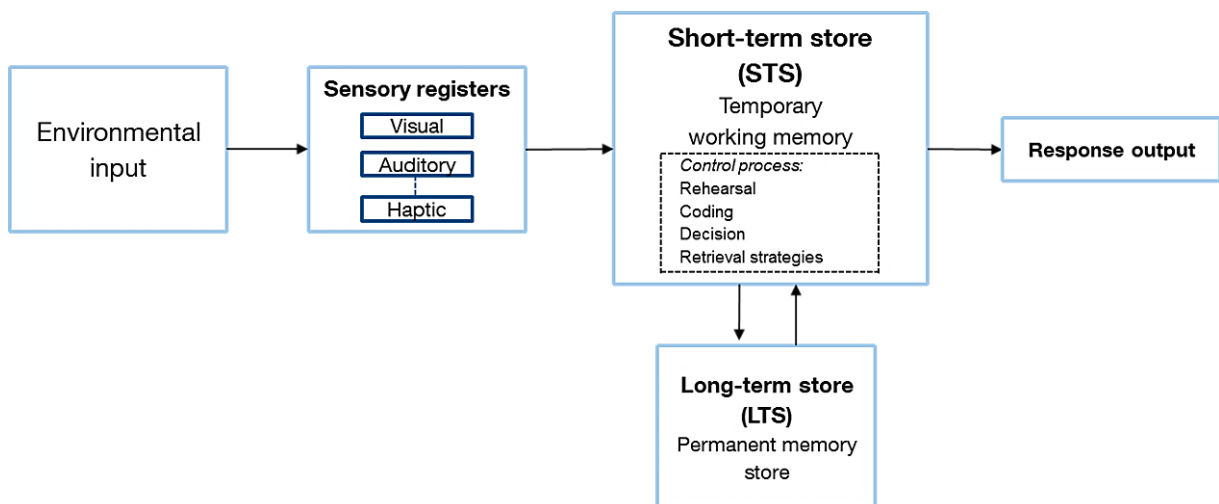 Environmental
input
Sensory registers
Visual
Auditory
Haptic
Short-term store
(STS)
Temporary
working memory
Control process:
Rehearsal
Coding
Decision
Retrieval strategies
Response output
Long-term store
(LTS)
Permanent memory
store